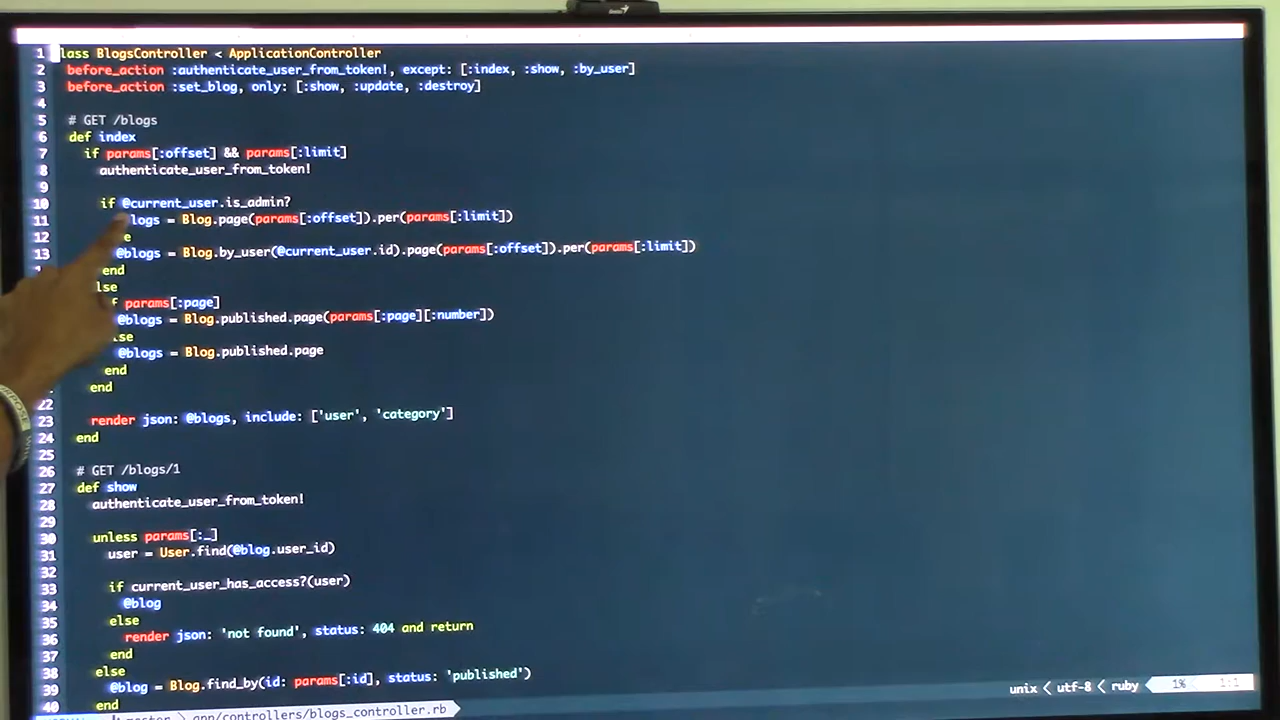 1 lass BlogsController < ApplicationController
2 before_action :authenticate_user_from_token!, except: [:index, :show, :by_user]
3 before_action :set_blog, only: [:show, :update, :destroy]
4
5 # GET /blogs
6 def index
7 if params[:offset] && params[:limit]
8 authenticate_user_from_token!
9
10 if @current_user.is_admin?
11 logs = Blog.page(params[:offset]).per(params[:limit])
12 e
13 @blogs = Blog.by_user(@current_user.id).page(params[:offset]).per(params[:limit])
end
lse
f params[:page]
@blogs = Blog.published.page(params[:page][:number])
lse
@blogs = Blog.published.page
end
end
22
23 render json: @blogs, include: ['user', 'category']
24 end
25
26 # GET /blogs/1
27 def show
28 authenticate_user_from_token!
29
30 unless params[:_]
31 user = User.find(@blog.user_id)
32
33 if current_user_has_access?(user)
34 @blog
35 else
36 render json: 'not found', status: 404 and return
37 end
38 else
39 @blog = Blog.find_by(id: params[:id], status: 'published')
40 end
master app/controllers/blogs_controller.rb unix < utf-8 < ruby 1% 1:1